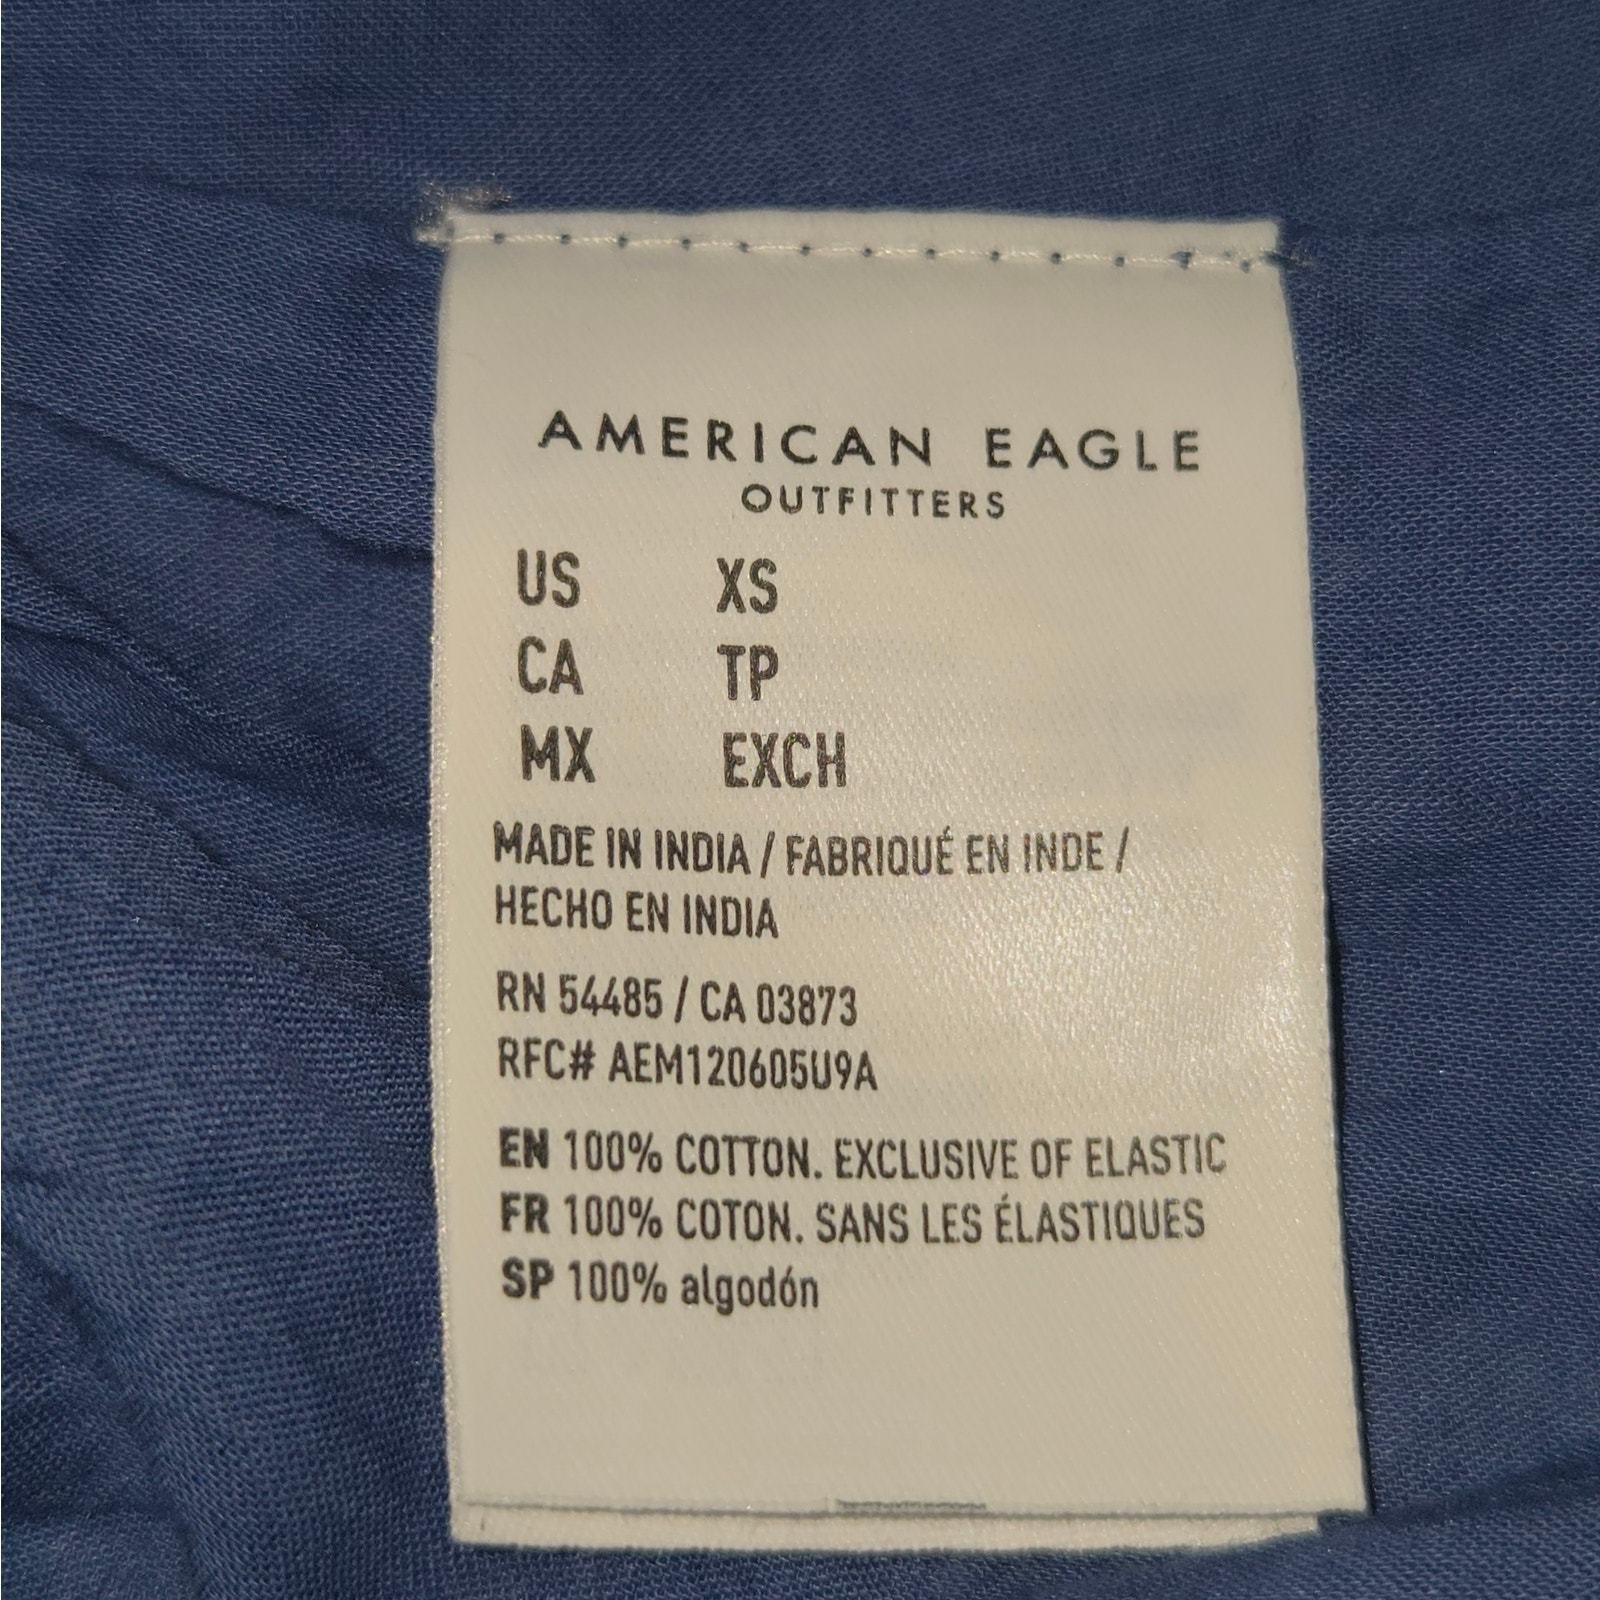 AMERICAN EAGLE
OUTFITTERS
US XS
CA TP
MX EXCH
MADE IN INDIA / FABRIQUÉ EN INDE /
HECHO EN INDIA
RN 54485 / CA 03873
RFC# AEM120605U9A
EN 100% COTTON. EXCLUSIVE OF ELASTIC
FR 100% COTON. SANS LES ÉLASTIQUES
SP 100% algodón